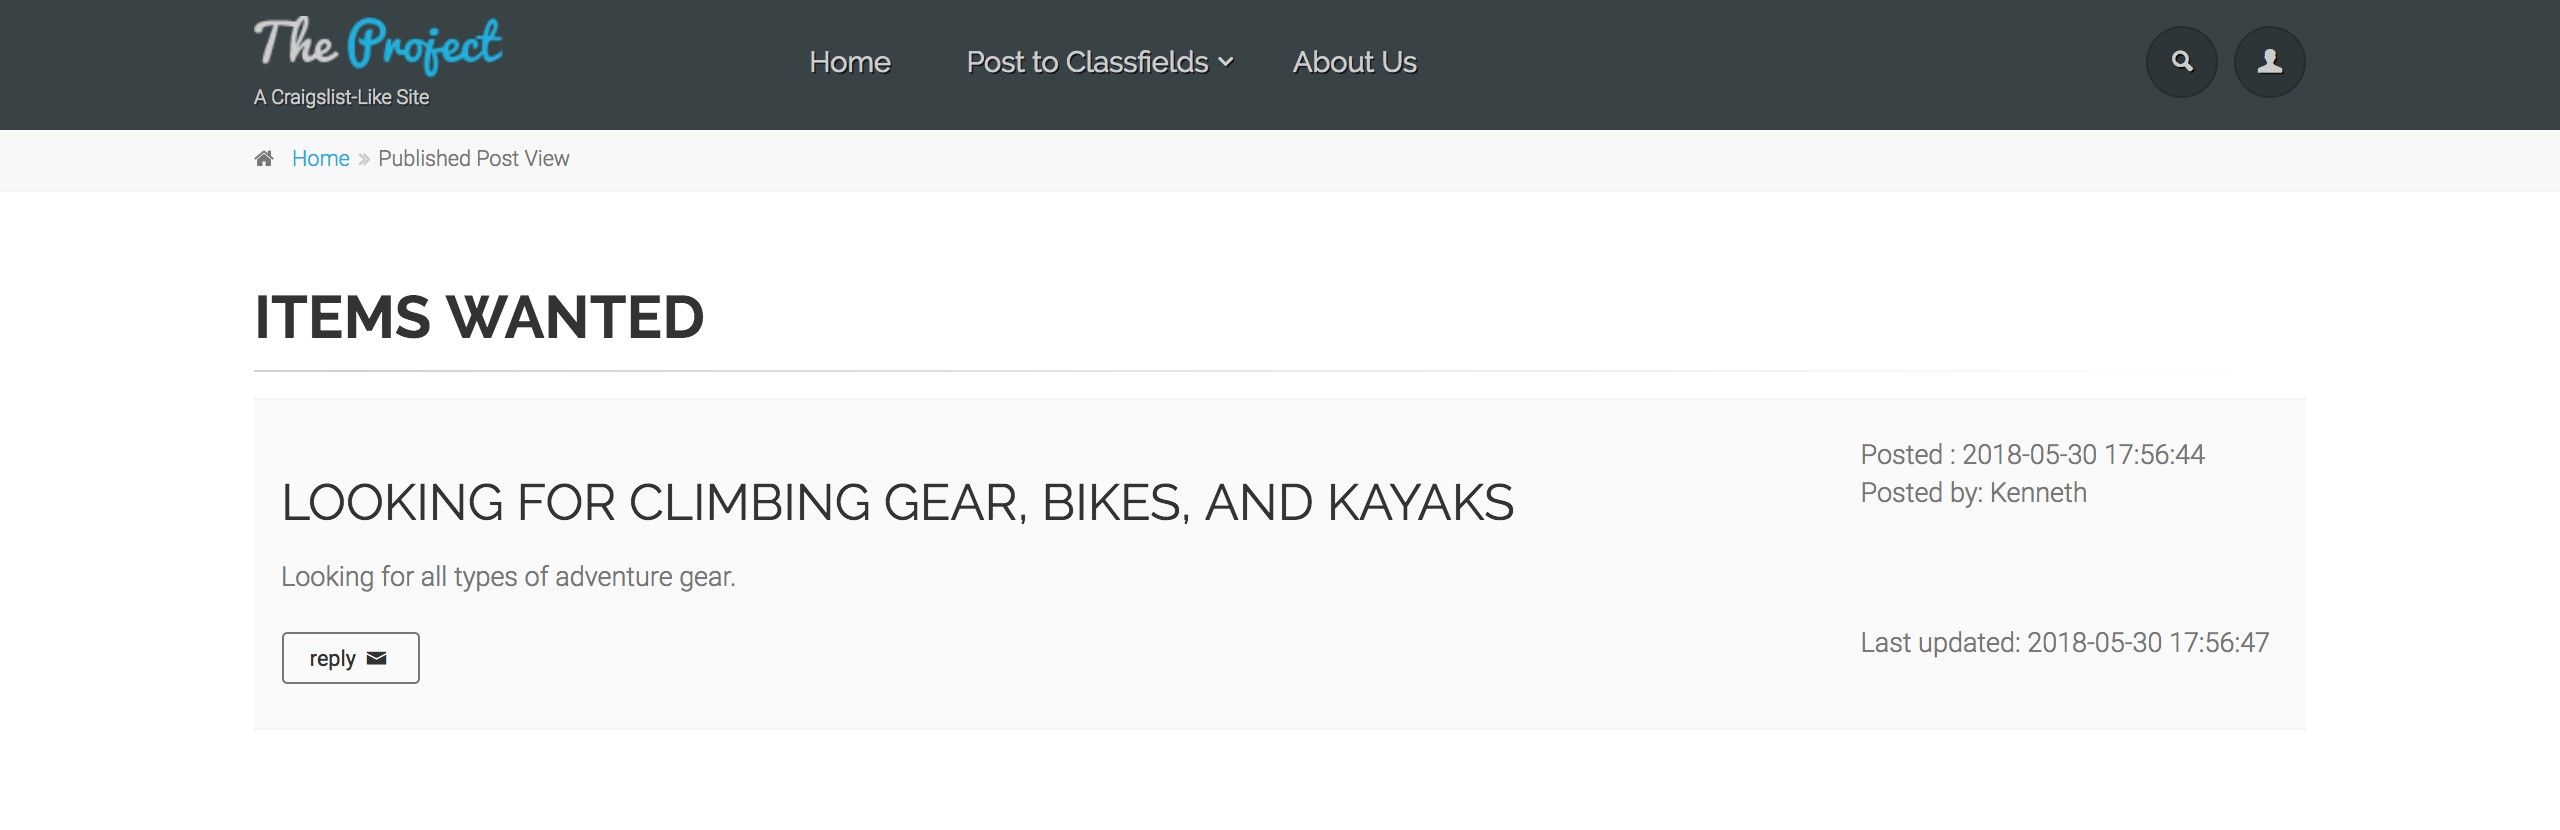 The Project
A Craigslist-Like Site
Home
Post to Classfields
About Us
Home » Published Post View
ITEMS WANTED
LOOKING FOR CLIMBING GEAR, BIKES, AND KAYAKS
Looking for all types of adventure gear.
reply
Posted : 2018-05-30 17:56:44
Posted by: Kenneth
Last updated: 2018-05-30 17:56:47